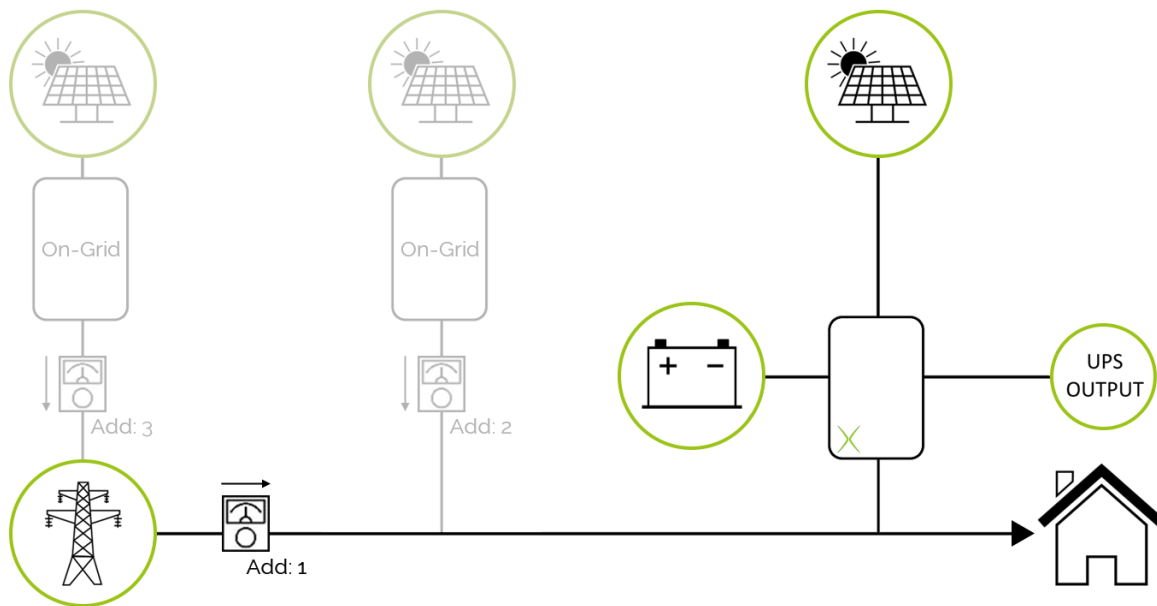 On-Grid
On-Grid
Add: 3
Add: 2
+ −
UPS
OUTPUT
Add: 1